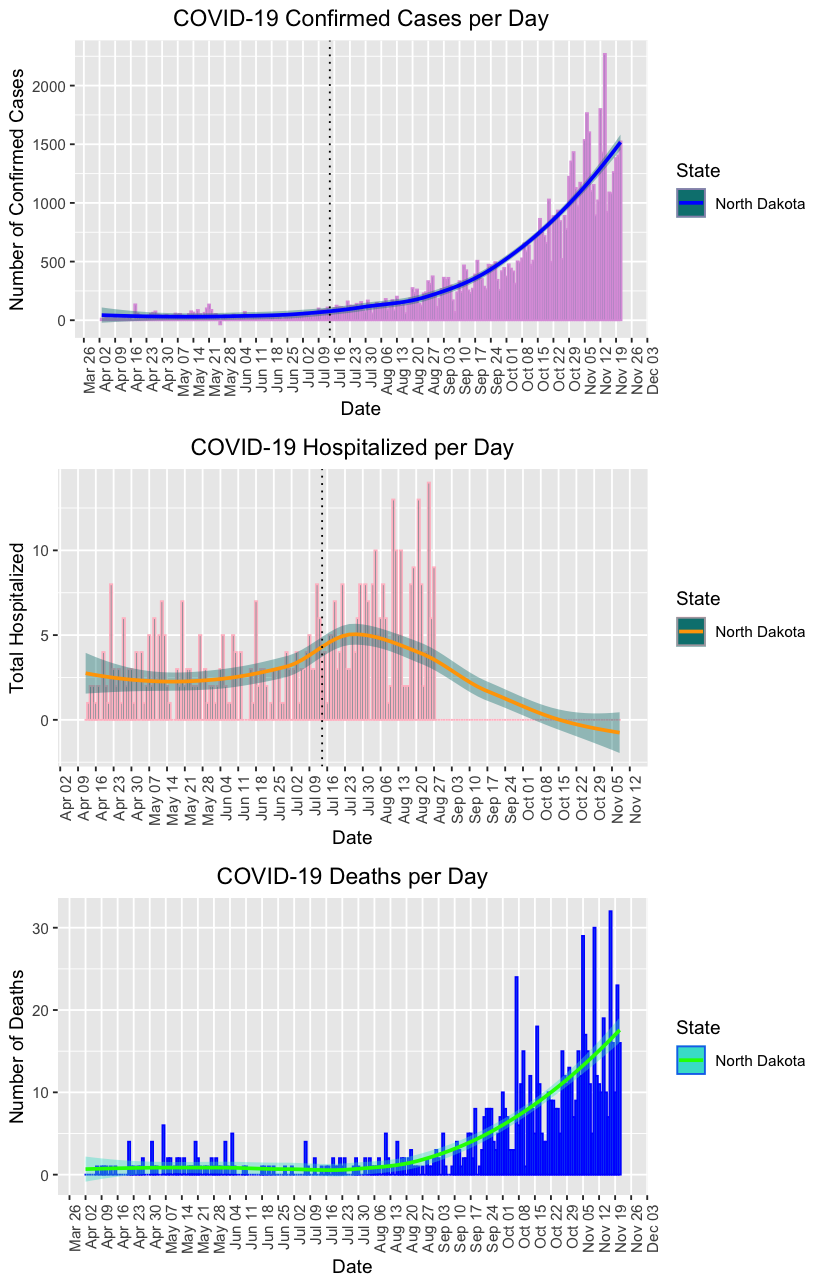 COVID-19 Confirmed Cases per Day
Number of Confirmed Cases
2000
1500
1000
500
0
Mar 26
Apr 02
Apr 09
Apr 16
Apr 23
Apr 30
May 07
May 14
May 21
May 28
Jun 04
Jun 11
Jun 18
Jun 25
Jul 02
Jul 09
Jul 16
Jul 23
Jul 30
Aug 06
Aug 13
Aug 20
Aug 27
Sep 03
Sep 10
Sep 17
Sep 24
Oct 01
Oct 08
Oct 15
Oct 22
Oct 29
Nov 05
Nov 12
Nov 19
Nov 26
Dec 03
Date
State
North Dakota
COVID-19 Hospitalized per Day
Total Hospitalized
10
5
0
Apr 02
Apr 09
Apr 16
Apr 23
Apr 30
May 07
May 14
May 21
May 28
Jun 04
Jun 11
Jun 18
Jun 25
Jul 02
Jul 09
Jul 16
Jul 23
Jul 30
Aug 06
Aug 13
Aug 20
Aug 27
Sep 03
Sep 10
Sep 17
Sep 24
Oct 01
Oct 08
Oct 15
Oct 22
Oct 29
Nov 05
Nov 12
Date
State
North Dakota
COVID-19 Deaths per Day
Number of Deaths
30
20
10
0
Mar 26
Apr 02
Apr 09
Apr 16
Apr 23
Apr 30
May 07
May 14
May 21
May 28
Jun 04
Jun 11
Jun 18
Jun 25
Jul 02
Jul 09
Jul 16
Jul 23
Jul 30
Aug 06
Aug 13
Aug 20
Aug 27
Sep 03
Sep 10
Sep 17
Sep 24
Oct 01
Oct 08
Oct 15
Oct 22
Oct 29
Nov 05
Nov 12
Nov 19
Nov 26
Dec 03
Date
State
North Dakota